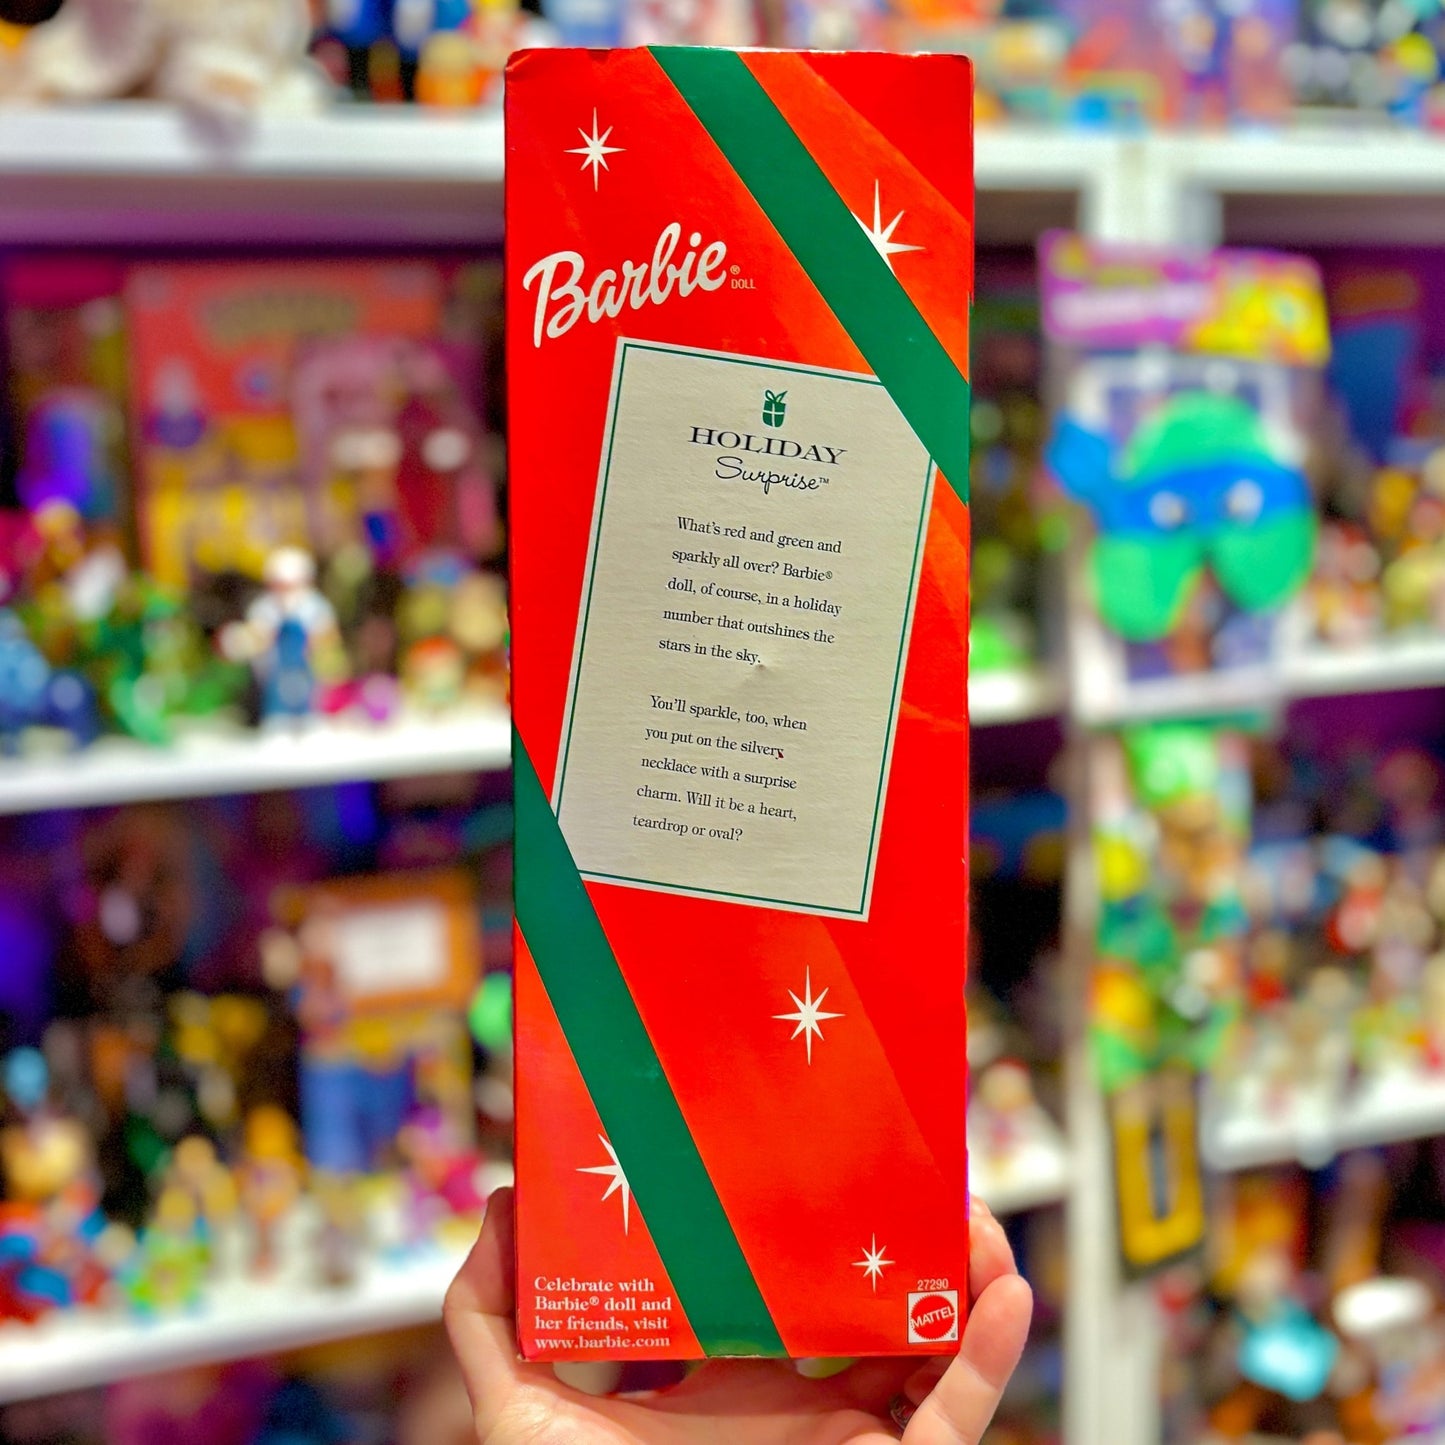 Barbie®
DOLL
HOLIDAY
Surprise™
What's red and green and
sparkly all over? Barbie®
doll, of course, in a holiday
number that outshines the
stars in the sky.
You'll sparkle, too, when
you put on the silvery
necklace with a surprise
charm. Will it be a heart,
teardrop or oval?
Celebrate with
Barbie® doll and
her friends, visit
www.barbie.com
27290
MATTEL